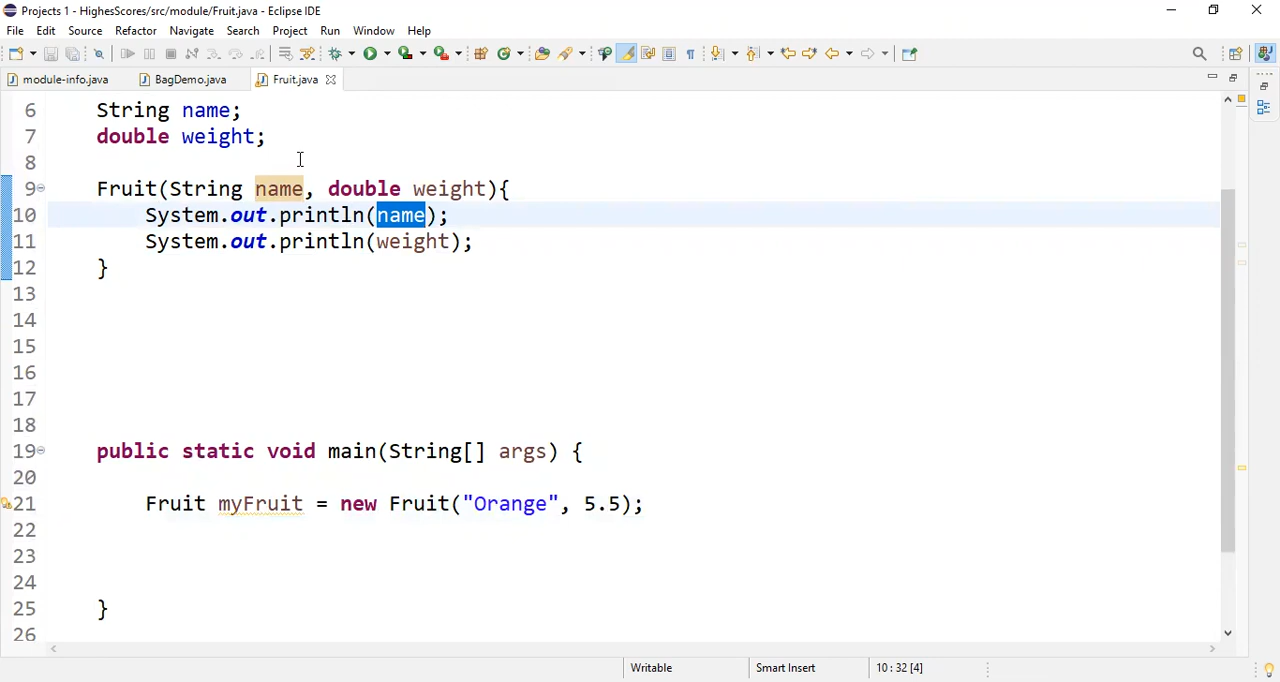 Projects 1 - HighesScores/src/module/Fruit.java - Eclipse IDE
File Edit Source Refactor Navigate Search Project Run Window Help
module-info.java BagDemo.java Fruit.java
6 String name;
7 double weight;
8
9 Fruit(String name, double weight){
10 System.out.println(name);
11 System.out.println(weight);
12 }
13
14
15
16
17
18
19 public static void main(String[] args) {
20
21 Fruit myFruit = new Fruit("Orange", 5.5);
22
23
24
25 }
26
Writable Smart Insert 10 : 32 [4]